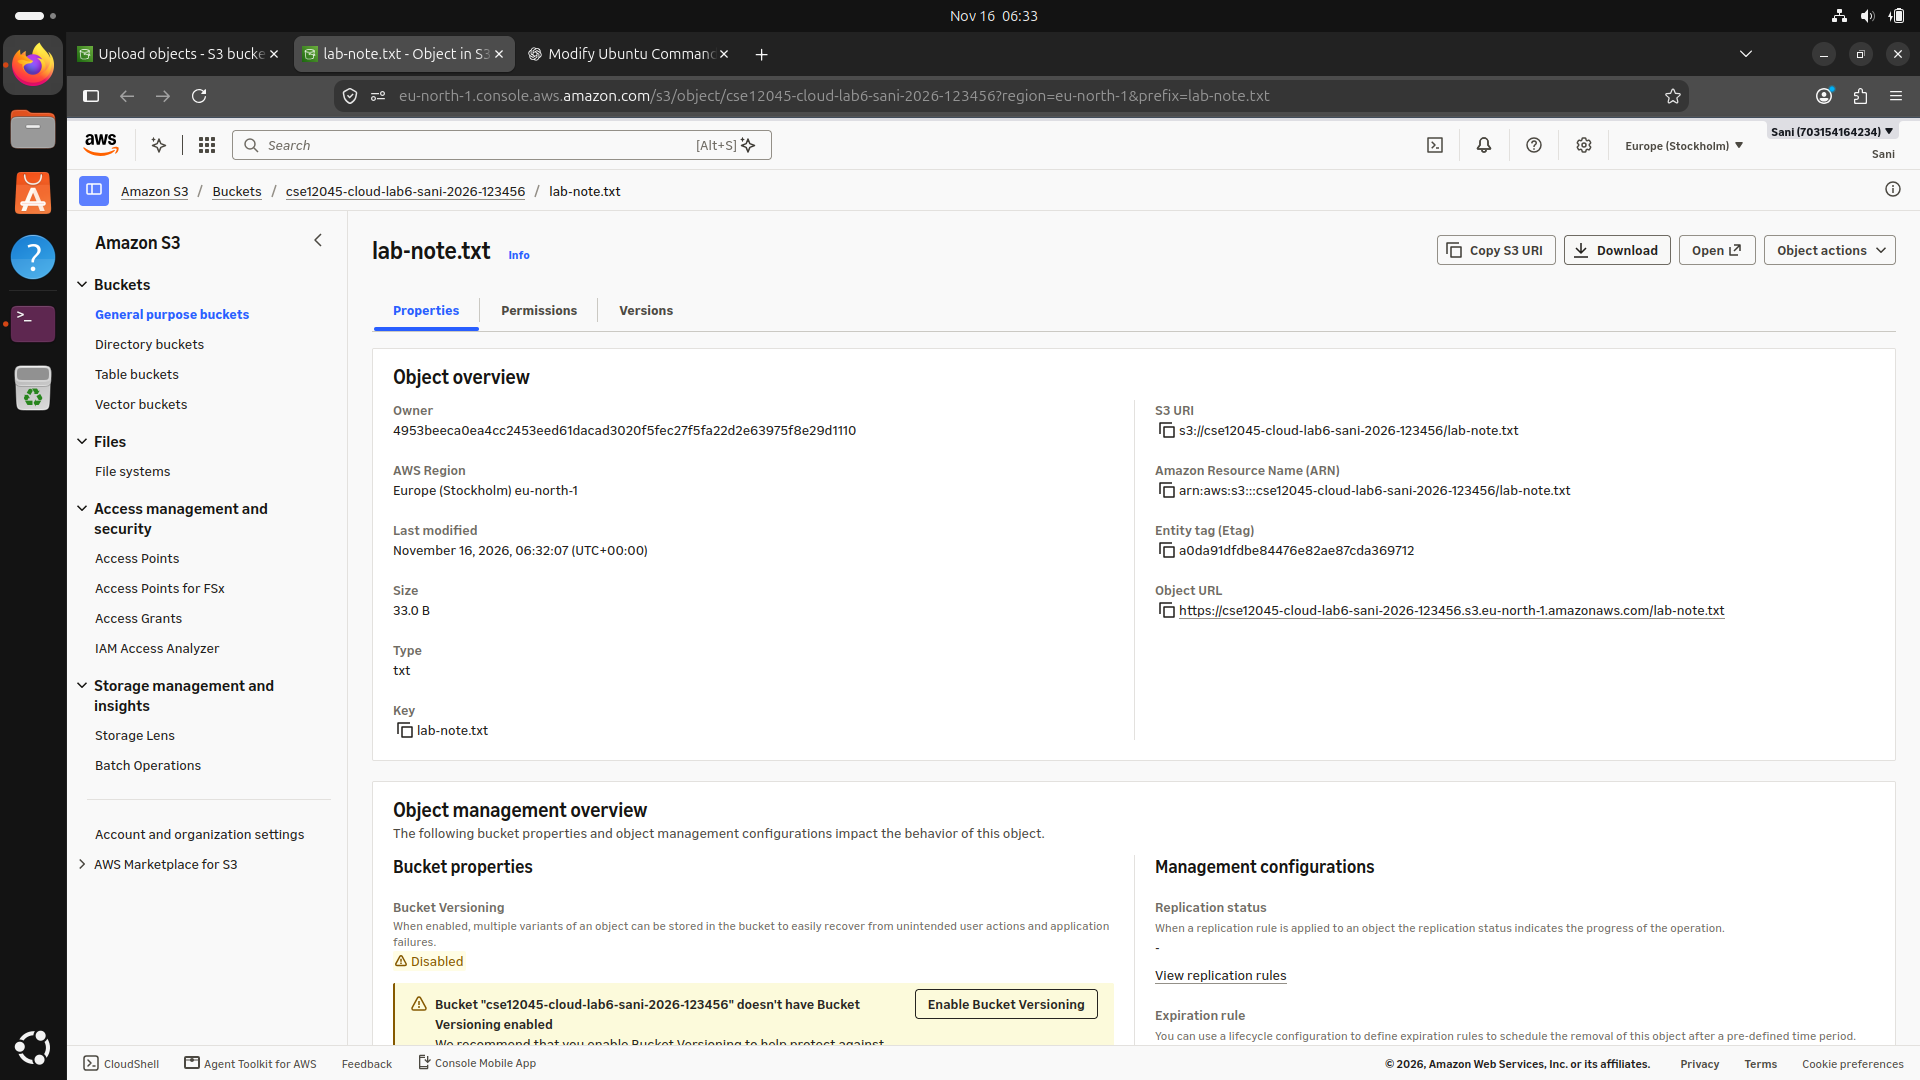 Nov 16 06:33
Upload objects - S3 bucke
lab-note.txt - Object in S3
Modify Ubuntu Comman
eu-north-1.console.aws.amazon.com/s3/object/cse12045-cloud-lab6-sani-2026-123456?region=eu-north-1&prefix=lab-note.txt
aws
Search
[Alt+S]
Europe (Stockholm)
Sani (703154164234)
Sani
Amazon S3 / Buckets / cse12045-cloud-lab6-sani-2026-123456 / lab-note.txt
Amazon S3
Buckets
General purpose buckets
Directory buckets
Table buckets
Vector buckets
Files
File systems
Access management and
security
Access Points
Access Points for FSx
Access Grants
IAM Access Analyzer
Storage management and
insights
Storage Lens
Batch Operations
Account and organization settings
AWS Marketplace for S3
lab-note.txt
Info
Copy S3 URI
Download
Open
Object actions
Properties
Permissions
Versions
Object overview
Owner
4953beeca0ea4cc2453eed61dacad3020f5fec27f5fa22d2e63975f8e29d1110
AWS Region
Europe (Stockholm) eu-north-1
Last modified
November 16, 2026, 06:32:07 (UTC+00:00)
Size
33.0 B
Type
txt
Key
lab-note.txt
S3 URI
s3://cse12045-cloud-lab6-sani-2026-123456/lab-note.txt
Amazon Resource Name (ARN)
arn:aws:s3:::cse12045-cloud-lab6-sani-2026-123456/lab-note.txt
Entity tag (Etag)
a0da91dfdbe84476e82ae87cda369712
Object URL
https://cse12045-cloud-lab6-sani-2026-123456.s3.eu-north-1.amazonaws.com/lab-note.txt
Object management overview
The following bucket properties and object management configurations impact the behavior of this object.
Bucket properties
Bucket Versioning
When enabled, multiple variants of an object can be stored in the bucket to easily recover from unintended user actions and application
failures.
Disabled
Bucket "cse12045-cloud-lab6-sani-2026-123456" doesn't have Bucket
Versioning enabled
We recommend that you enable Bucket Versioning to help protect against
Enable Bucket Versioning
Management configurations
Replication status
When a replication rule is applied to an object the replication status indicates the progress of the operation.
-
View replication rules
Expiration rule
You can use a lifecycle configuration to define expiration rules to schedule the removal of this object after a pre-defined time period.
CloudShell
Agent Toolkit for AWS
Feedback
Console Mobile App
© 2026, Amazon Web Services, Inc. or its affiliates.
Privacy
Terms
Cookie preferences